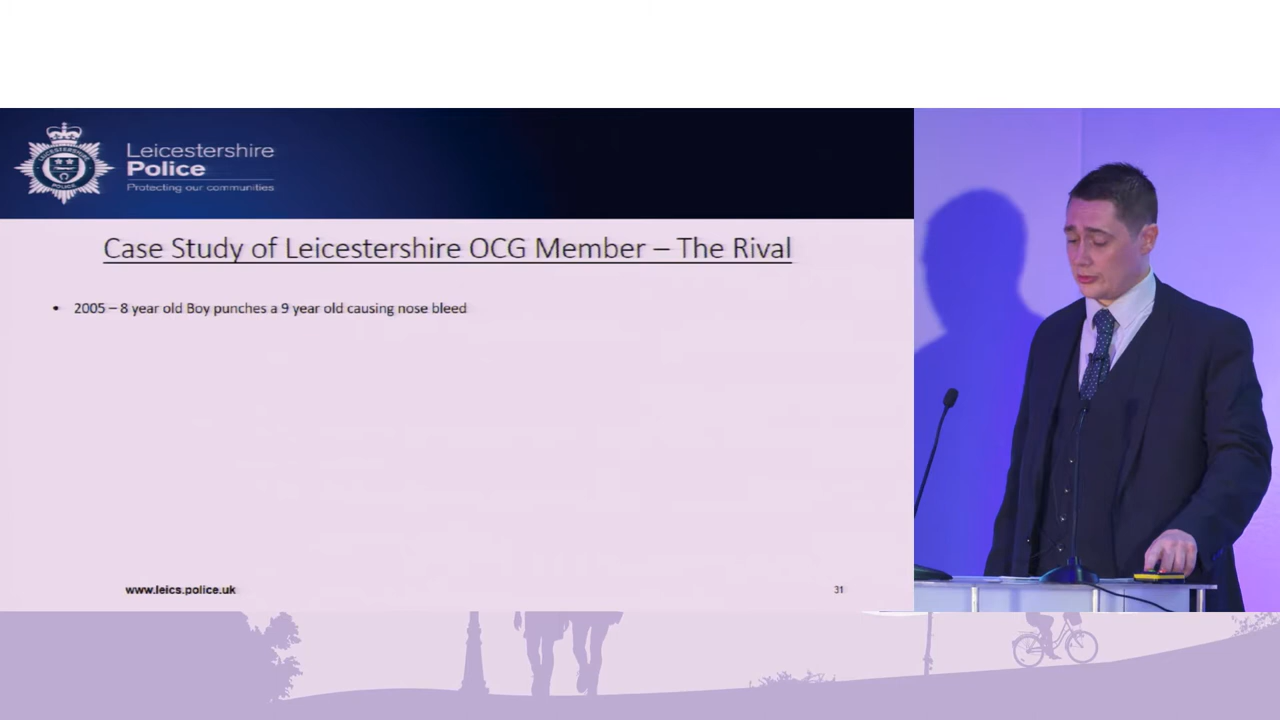 Leicestershire
Police
Protecting our communities
Case Study of Leicestershire OCG Member – The Rival
• 2005 – 8 year old Boy punches a 9 year old causing nose bleed
www.leics.police.uk
31